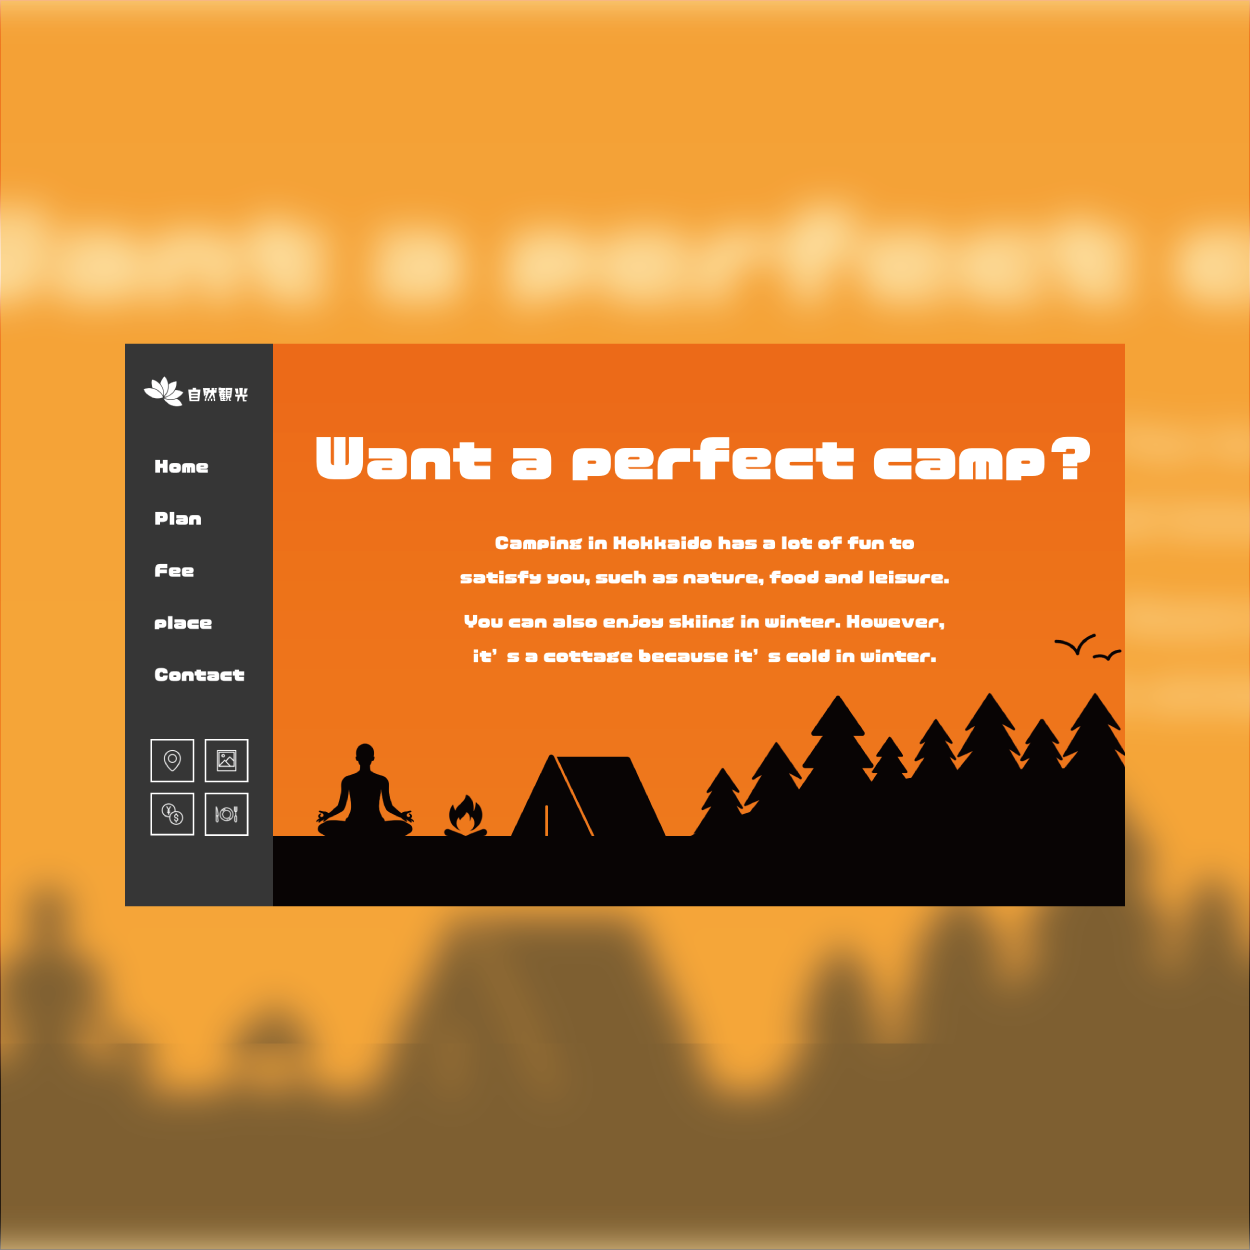 自然観光
Home
Plan
Fee
place
Contact
Want a perfect camp?
Camping in Hokkaido has a lot of fun to
satisfy you, such as nature, food and leisure.
You can also enjoy skiing in winter. However,
it’s a cottage because it’s cold in winter.
¥
$
Want a perfect c